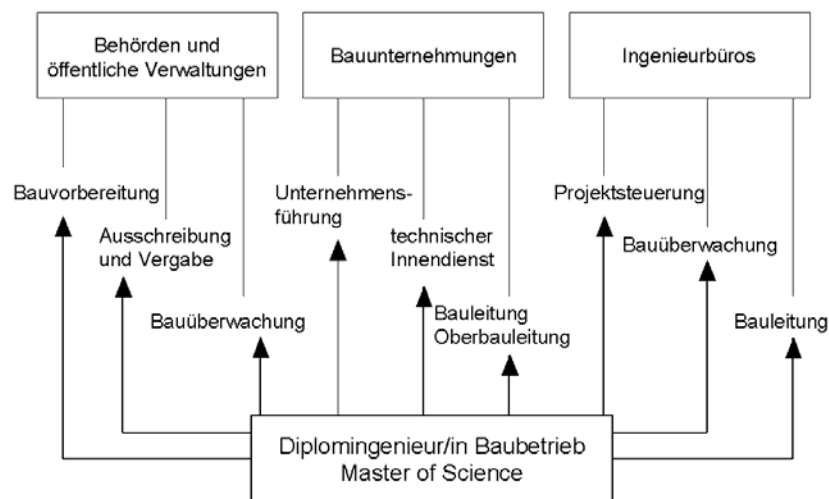 Behörden und
öffentliche Verwaltungen
Bauunternehmungen
Ingenieurbüros
Bauvorbereitung
Ausschreibung
und Vergabe
Bauüberwachung
Unternehmens-
führung
technischer
Innendienst
Bauleitung
Oberbauleitung
Projektsteuerung
Bauüberwachung
Bauleitung
Diplomingenieur/in Baubetrieb
Master of Science